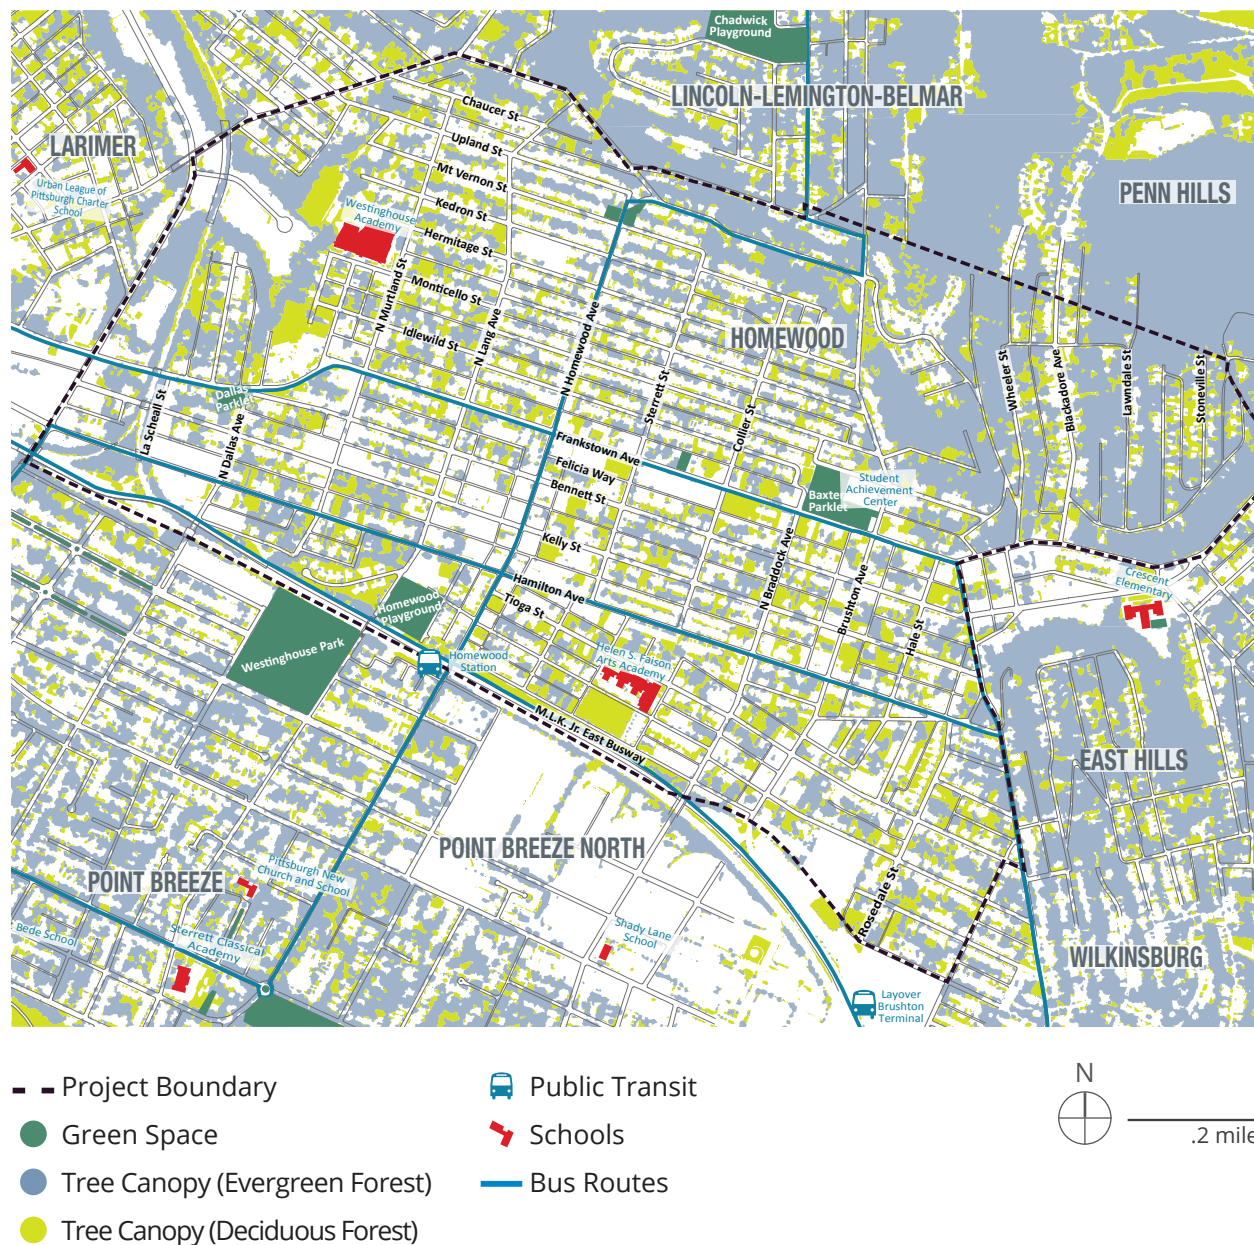 Chadwick
Playground
LINCOLN-LEMINGTON-BELMAR
Chaucer St
LARIMER
Upland St
Urban League of
Pittsburgh Charter
School
Mt Vernon St
PENN HILLS
Westinghouse
Academy
Kedron St
Hermitage St
Monticello St
N Murtland St
Idlewild St
N Lang Ave
N Homewood Ave
HOMEWOOD
Sterrett St
Collier St
Wheeler St
Blackadore Ave
Lawndale St
Stoneville St
La Scheall St
Dallas
Parklet
N Dallas Ave
Frankstown Ave
Felicia Way
Bennett St
Baxte
Parklet
Student
Achievement
Center
Kelly St
N Braddock Ave
Brushton Ave
Hale St
Hamilton Ave
Tioga St
Crescent
Elementary
Homewood
Playground
Westinghouse Park
Homewood
Station
Helen S. Faison
Arts Academy
M.L.K. Jr. East Busway
EAST HILLS
POINT BREEZE NORTH
POINT BREEZE
Pittsburgh New
Church and School
Rosedale St
Bede School
Sterrett Classical
Academy
Shady Lane
School
WILKINSBURG
Layover
Brushton
Terminal
Project Boundary
Green Space
Tree Canopy (Evergreen Forest)
Tree Canopy (Deciduous Forest)
Public Transit
Schools
Bus Routes
N
.2 mile